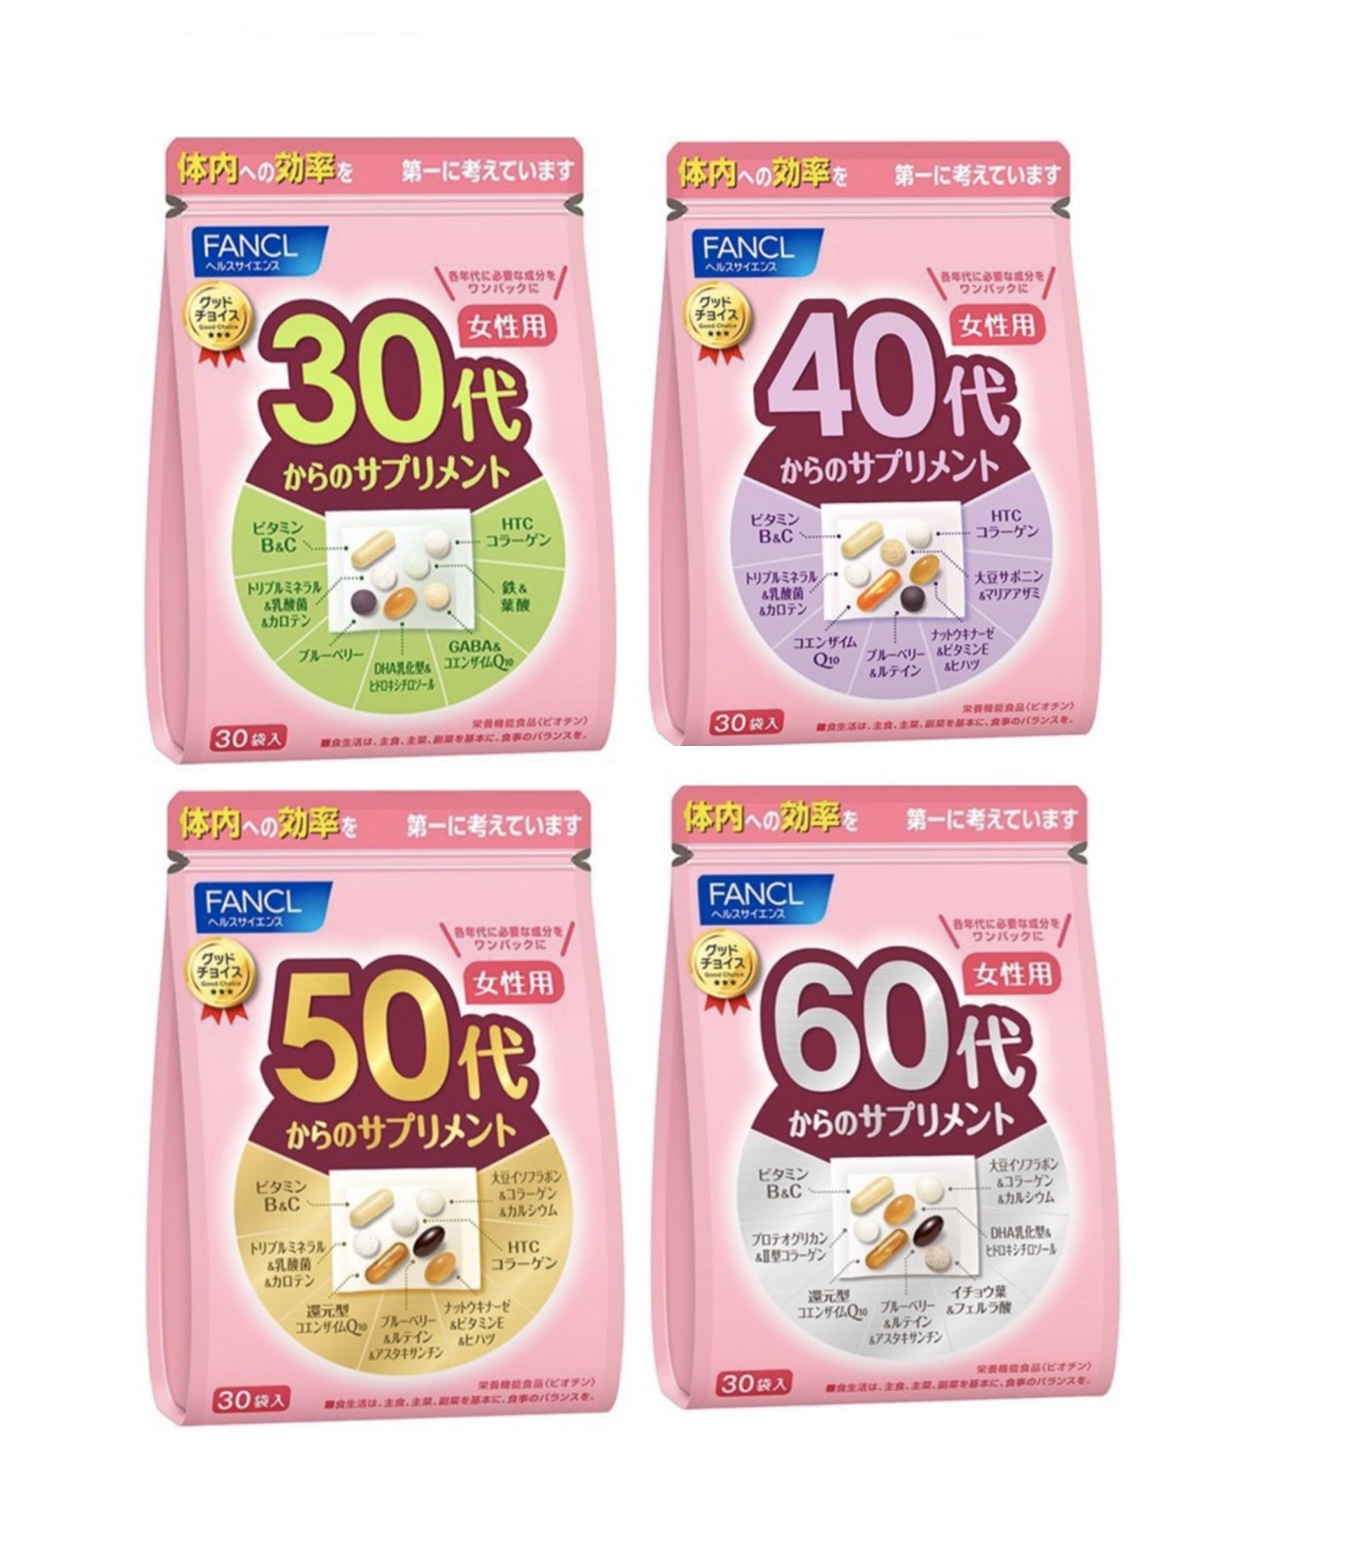 体内への効率を 第一に考えています
FANCL
ヘルスサイエンス
各年代に必要な成分を
ワンパックに
グッド
チョイス
Good Choice
女性用
30代
からのサプリメント
ビタミン
B&C
HTC
コラーゲン
トリプルミネラル
&乳酸菌
&カロテン
鉄&
葉酸
ブルーベリー
DHA乳化型&
ヒドロキシチロソール
GABA&
コエンザイムQ10
栄養機能食品〈ビオチン〉
30袋入
■食生活は、主食、主菜、副菜を基本に、食事のバランスを。
体内への効率を 第一に考えています
FANCL
ヘルスサイエンス
各年代に必要な成分を
ワンパックに
グッド
チョイス
Good Choice
女性用
40代
からのサプリメント
ビタミン
B&C
HTC
コラーゲン
トリプルミネラル
&乳酸菌
&カロテン
大豆サポニン
&マリアアザミ
コエンザイム
Q10
ブルーベリー
&ルテイン
ナットウキナーゼ
&ビタミンE
&ヒハツ
栄養機能食品〈ビオチン〉
30袋入
■食生活は、主食、主菜、副菜を基本に、食事のバランスを。
体内への効率を 第一に考えています
FANCL
ヘルスサイエンス
各年代に必要な成分を
ワンパックに
グッド
チョイス
Good Choice
女性用
50代
からのサプリメント
ビタミン
B&C
大豆イソフラボン
&コラーゲン
&カルシウム
トリプルミネラル
&乳酸菌
&カロテン
HTC
コラーゲン
還元型
コエンザイムQ10
ブルーベリー
&ルテイン
&アスタキサンチン
ナットウキナーゼ
&ビタミンE
&ヒハツ
栄養機能食品〈ビオチン〉
30袋入
■食生活は、主食、主菜、副菜を基本に、食事のバランスを。
体内への効率を 第一に考えています
FANCL
ヘルスサイエンス
各年代に必要な成分を
ワンパックに
グッド
チョイス
Good Choice
女性用
60代
からのサプリメント
ビタミン
B&C
大豆イソフラボン
&コラーゲン
&カルシウム
プロテオグリカン
&II型コラーゲン
DHA乳化型&
ヒドロキシチロソール
還元型
コエンザイムQ10
ブルーベリー
&ルテイン
&アスタキサンチン
イチョウ葉
&フェルラ酸
栄養機能食品〈ビオチン〉
30袋入
■食生活は、主食、主菜、副菜を基本に、食事のバランスを。